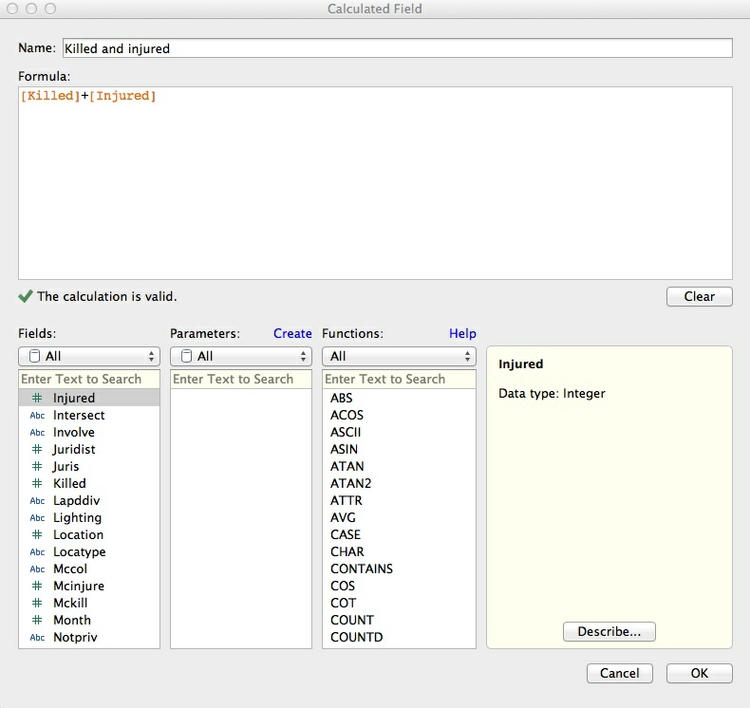 Calculated Field
Name: Killed and injured
Formula:
[Killed]+[Injured]
The calculation is valid.
Clear
Fields:
All
Enter Text to Search
# Injured
Abc Intersect
Abc Involve
# Juridist
# Juris
# Killed
Abc Lapddiv
Abc Lighting
# Location
Abc Locatype
Abc Mccol
# Mcinjure
# Mckill
# Month
Abc Notpriv
Parameters: Create
All
Enter Text to Search
Functions: Help
All
Enter Text to Search
ABS
ACOS
ASCII
ASIN
ATAN
ATAN2
ATTR
AVG
CASE
CHAR
CONTAINS
COS
COT
COUNT
COUNTD
Injured
Data type: Integer
Describe...
Cancel
OK